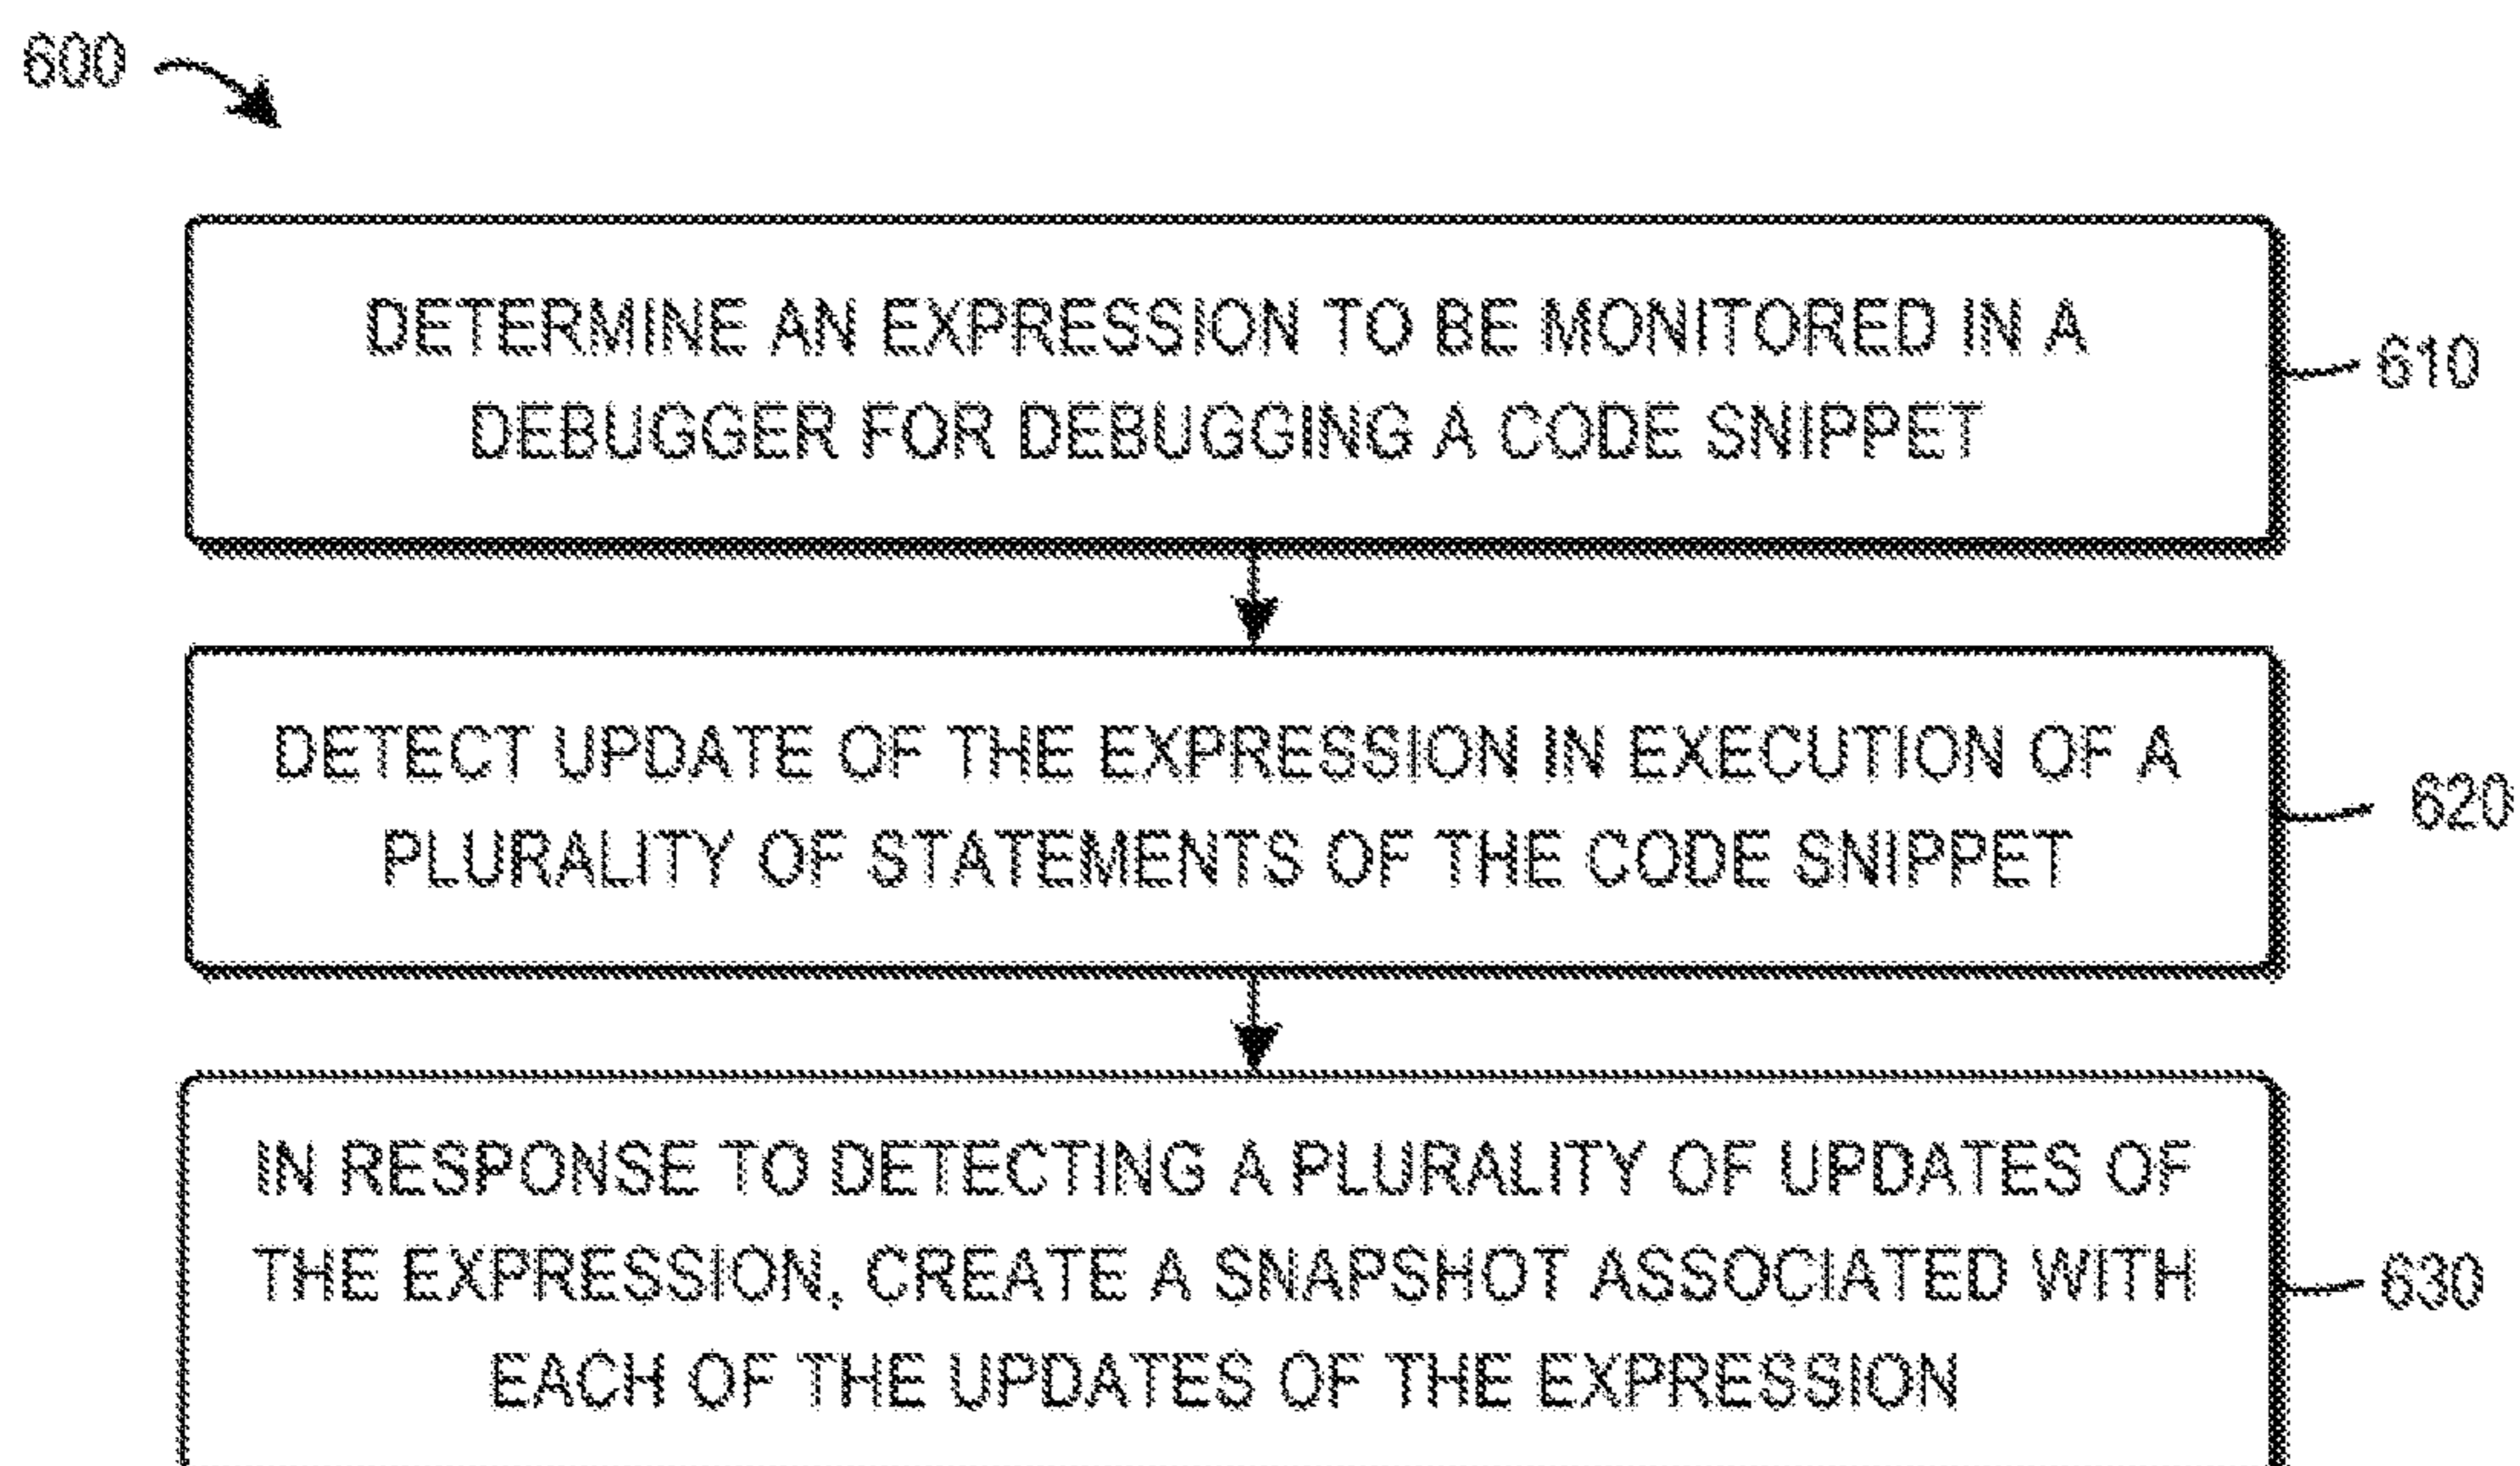 600
DETERMINE AN EXPRESSION TO BE MONITORED IN A
DEBUGGER FOR DEBUGGING A CODE SNIPPET
610
DETECT UPDATE OF THE EXPRESSION IN EXECUTION OF A
PLURALITY OF STATEMENTS OF THE CODE SNIPPET
620
IN RESPONSE TO DETECTING A PLURALITY OF UPDATES OF
THE EXPRESSION, CREATE A SNAPSHOT ASSOCIATED WITH
EACH OF THE UPDATES OF THE EXPRESSION
630